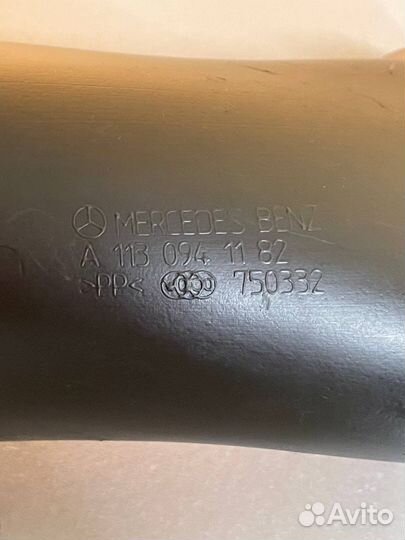 MERCEDES BENZ
A 113 094 11 82
>PP< 750332
Avito